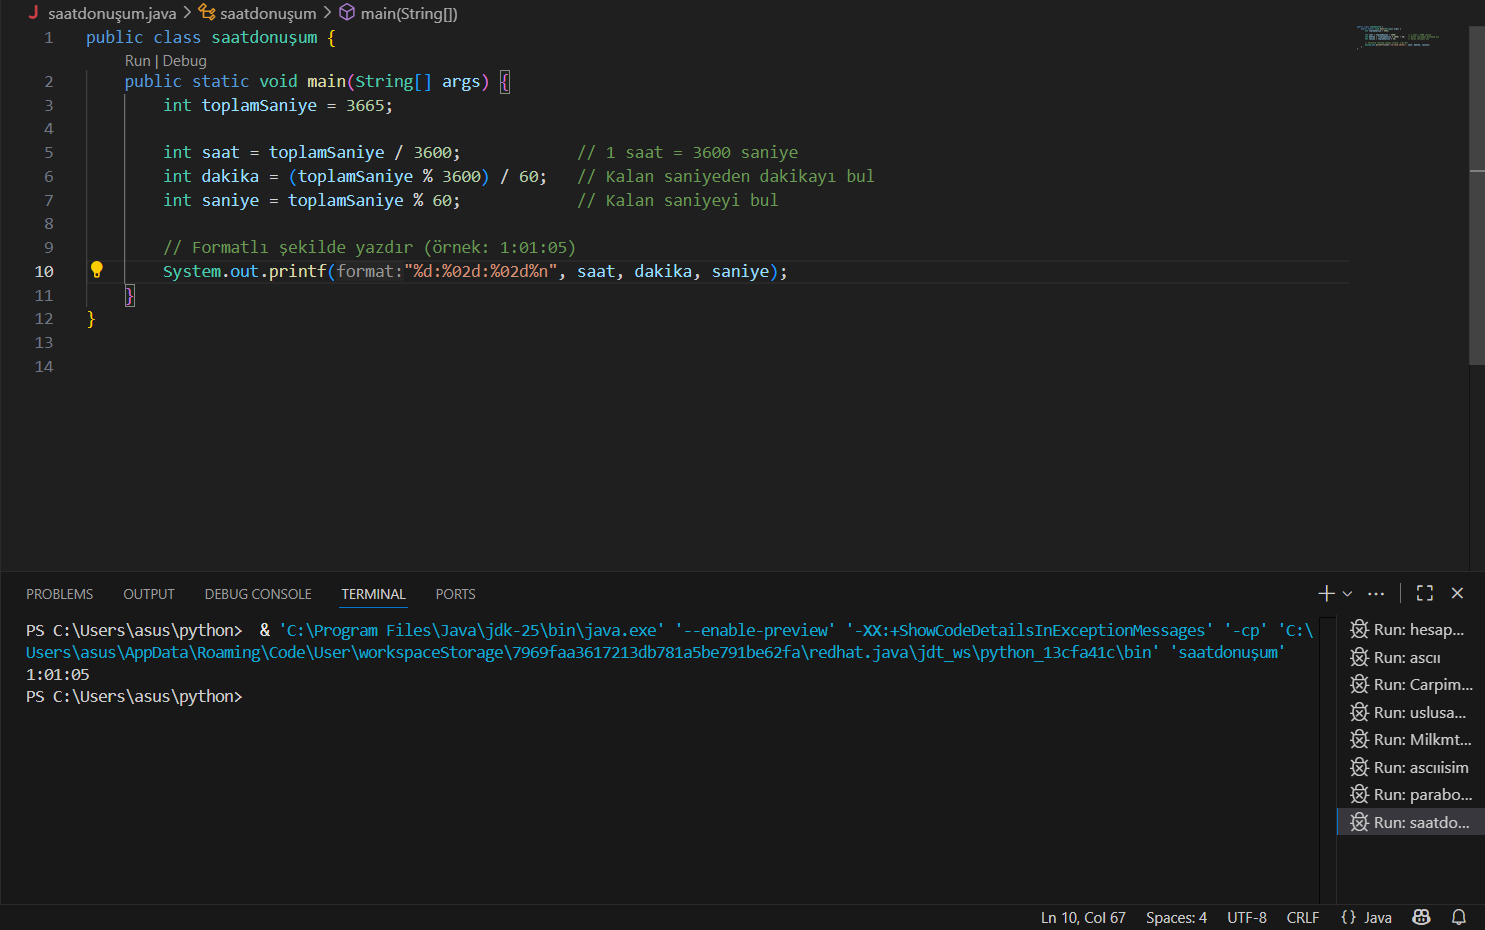 saatdonuşum.java > saatdonuşum > main(String[])
1 public class saatdonuşum {
Run | Debug
2 public static void main(String[] args) {
3 int toplamSaniye = 3665;
4
5 int saat = toplamSaniye / 3600; // 1 saat = 3600 saniye
6 int dakika = (toplamSaniye % 3600) / 60; // Kalan saniyeden dakikayı bul
7 int saniye = toplamSaniye % 60; // Kalan saniyeyi bul
8
9 // Formatlı şekilde yazdır (örnek: 1:01:05)
10 System.out.printf(format:"%d:%02d:%02d%n", saat, dakika, saniye);
11 }
12 }
13
14
PROBLEMS OUTPUT DEBUG CONSOLE TERMINAL PORTS
PS C:\Users\asus\python> & 'C:\Program Files\Java\jdk-25\bin\java.exe' '--enable-preview' '-XX:+ShowCodeDetailsInExceptionMessages' '-cp' 'C:\
Users\asus\AppData\Roaming\Code\User\workspaceStorage\7969faa3617213db781a5be791be62fa\redhat.java\jdt_ws\python_13cfa41c\bin' 'saatdonuşum'
1:01:05
PS C:\Users\asus\python>
Run: hesap...
Run: ascıı
Run: Carpim...
Run: uslusa...
Run: Milkmt...
Run: ascıiisim
Run: parabo...
Run: saatdo...
Ln 10, Col 67 Spaces: 4 UTF-8 CRLF {} Java